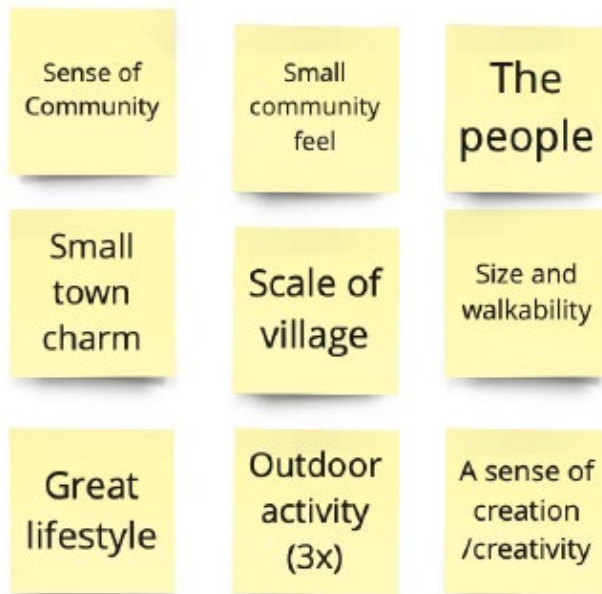 Sense of
Community
Small
community
feel
The
people
Small
town
charm
Scale of
village
Size and
walkability
Great
lifestyle
Outdoor
activity
(3x)
A sense of
creation
/creativity